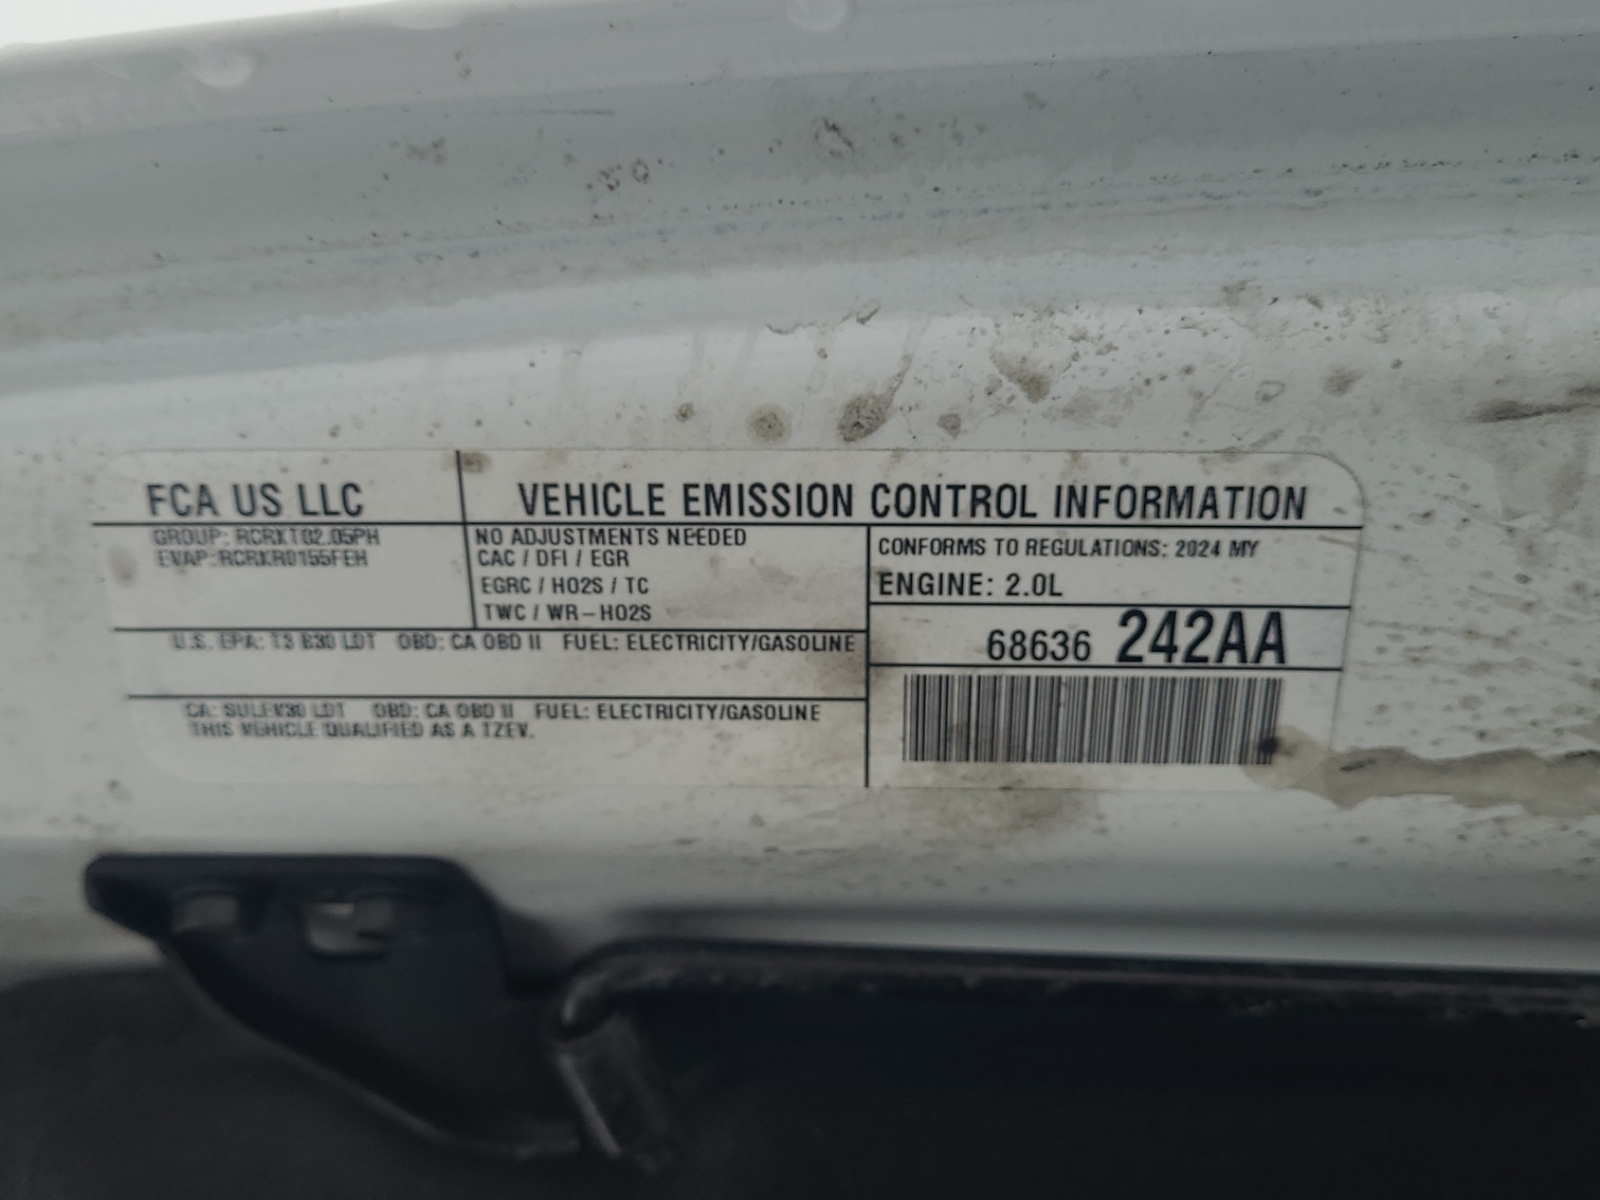 FCA US LLC
VEHICLE EMISSION CONTROL INFORMATION
GROUP: RCRXT02.05PH
EVAP: RCRXR0155FEH
NO ADJUSTMENTS NEEDED
CAC / DFI / EGR
EGRC / HO2S / TC
TWC / WR-HO2S
CONFORMS TO REGULATIONS: 2024 MY
ENGINE: 2.0L
68636 242AA
U.S. EPA: T3 B30 LDT OBD: CA OBD II FUEL: ELECTRICITY/GASOLINE
CA: SULEV30 LDT OBD: CA OBD II FUEL: ELECTRICITY/GASOLINE
THIS VEHICLE QUALIFIED AS A TZEV.